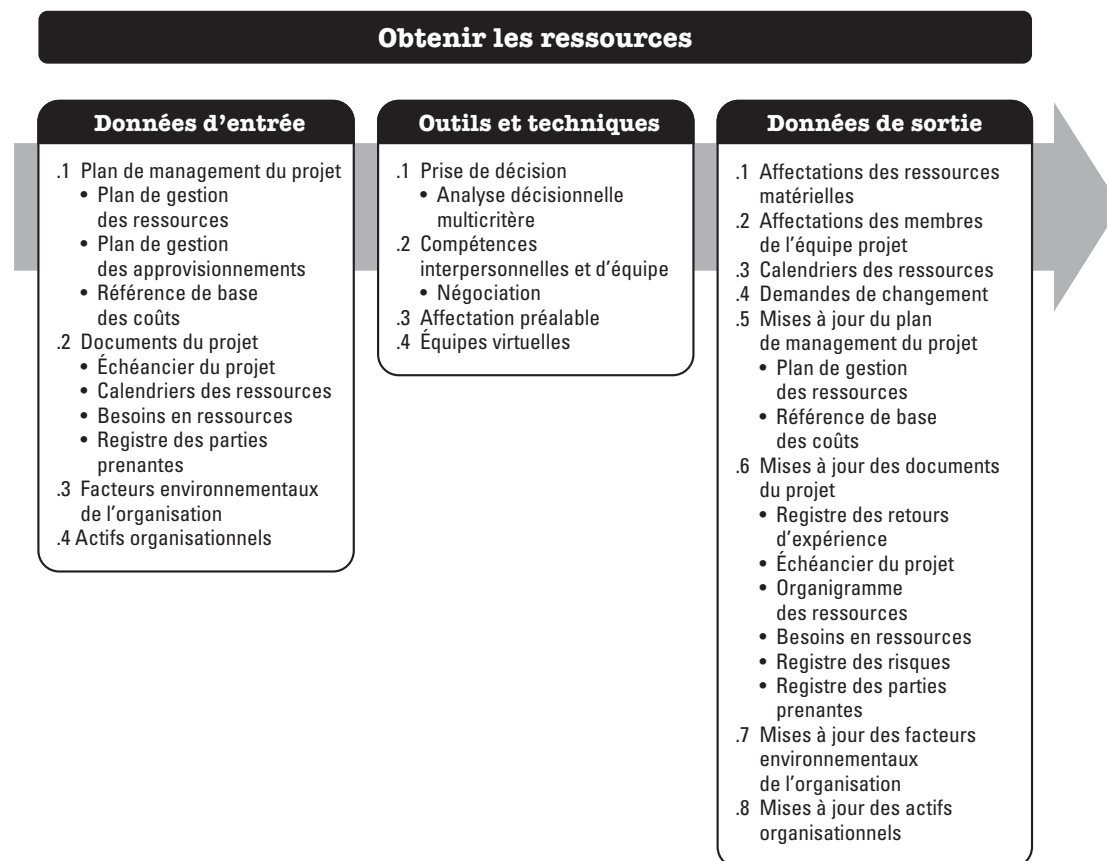 Obtenir les ressources
Données d'entrée
.1 Plan de management du projet
• Plan de gestion
des ressources
• Plan de gestion
des approvisionnements
• Référence de base
des coûts
.2 Documents du projet
• Échéancier du projet
• Calendriers des ressources
• Besoins en ressources
• Registre des parties
prenantes
.3 Facteurs environnementaux
de l'organisation
.4 Actifs organisationnels
Outils et techniques
.1 Prise de décision
• Analyse décisionnelle
multicritère
.2 Compétences
interpersonnelles et d'équipe
• Négociation
.3 Affectation préalable
.4 Équipes virtuelles
Données de sortie
.1 Affectations des ressources
matérielles
.2 Affectations des membres
de l'équipe projet
.3 Calendriers des ressources
.4 Demandes de changement
.5 Mises à jour du plan
de management du projet
• Plan de gestion
des ressources
• Référence de base
des coûts
.6 Mises à jour des documents
du projet
• Registre des retours
d'expérience
• Échéancier du projet
• Organigramme
des ressources
• Besoins en ressources
• Registre des risques
• Registre des parties
prenantes
.7 Mises à jour des facteurs
environnementaux
de l'organisation
.8 Mises à jour des actifs
organisationnels